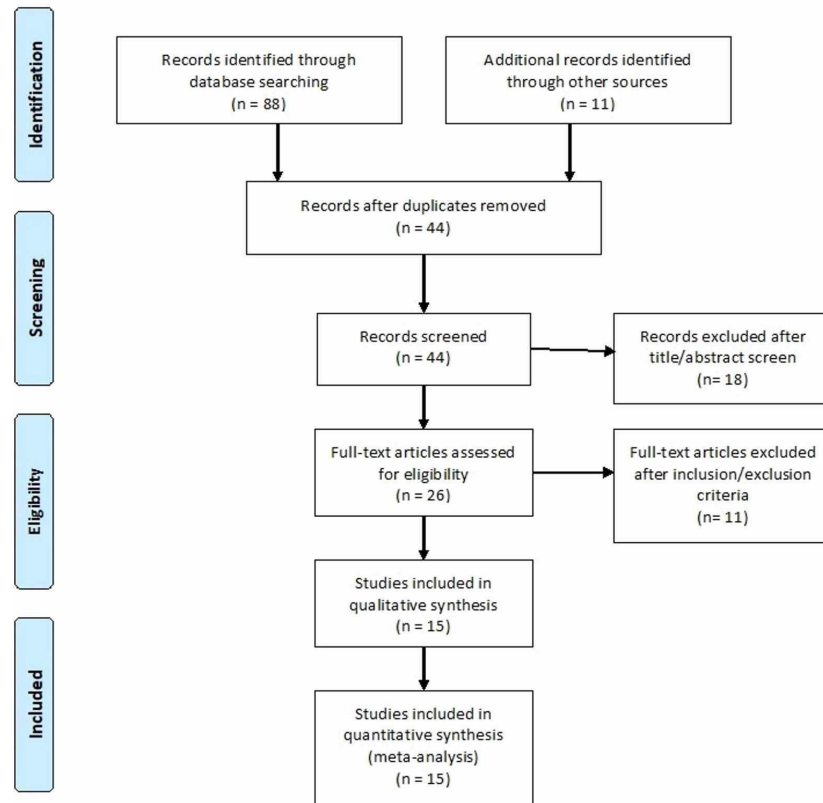 Identification
Records identified through
database searching
(n = 88)
Additional records identified
through other sources
(n = 11)
Records after duplicates removed
(n = 44)
Screening
Records screened
(n = 44)
Records excluded after
title/abstract screen
(n= 18)
Eligibility
Full-text articles assessed
for eligibility
(n = 26)
Full-text articles excluded
after inclusion/exclusion
criteria
(n= 11)
Studies included in
qualitative synthesis
(n = 15)
Included
Studies included in
quantitative synthesis
(meta-analysis)
(n = 15)